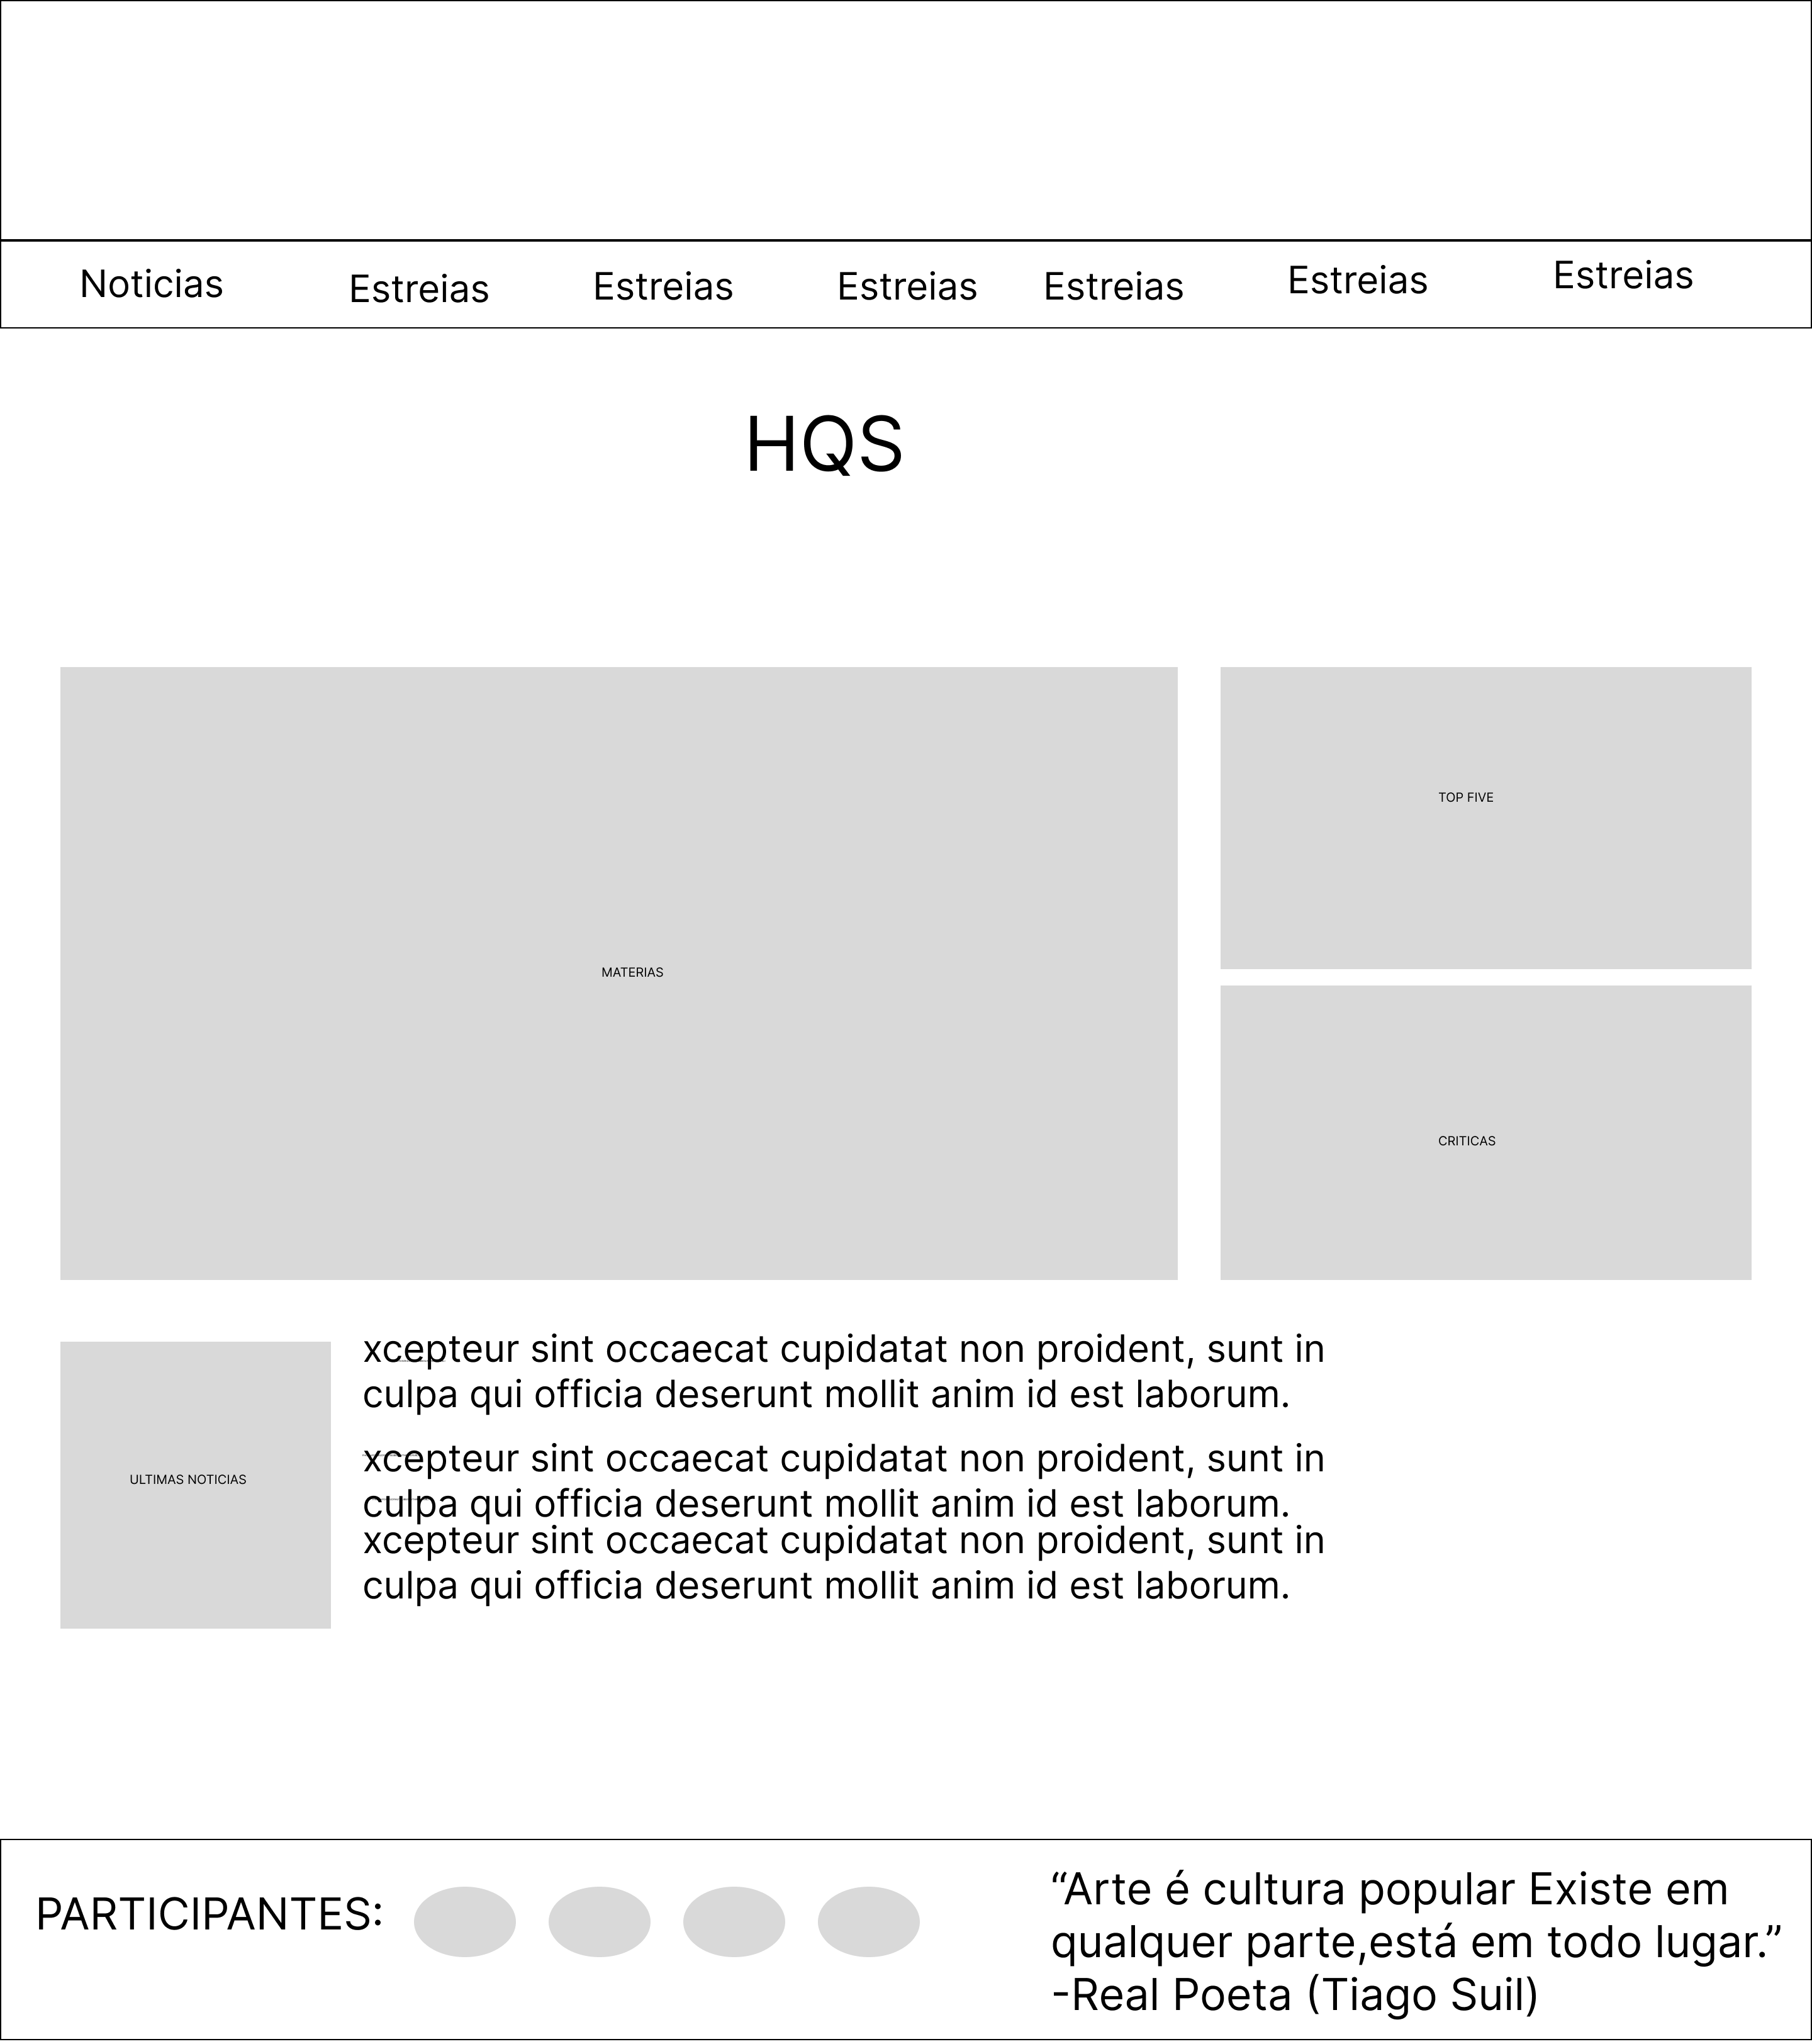 Noticias Estreias Estreias Estreias Estreias Estreias Estreias
HQS
MATERIAS
TOP FIVE
CRITICAS
ULTIMAS NOTICIAS
xcepteur sint occaecat cupidatat non proident, sunt in
culpa qui officia deserunt mollit anim id est laborum.
xcepteur sint occaecat cupidatat non proident, sunt in
culpa qui officia deserunt mollit anim id est laborum.
xcepteur sint occaecat cupidatat non proident, sunt in
culpa qui officia deserunt mollit anim id est laborum.
PARTICIPANTES:
“Arte é cultura popular Existe em
qualquer parte,está em todo lugar.”
-Real Poeta (Tiago Suil)